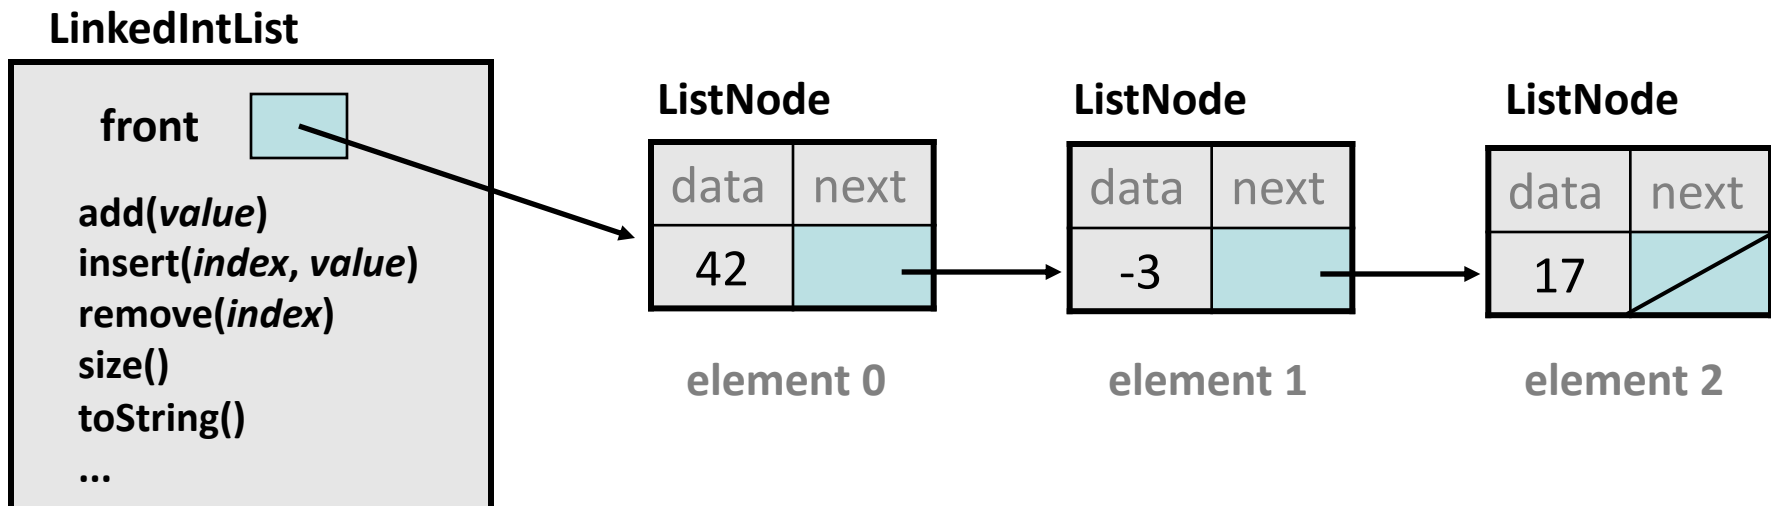 LinkedIntList
front
add(value)
insert(index, value)
remove(index)
size()
toString()
...
ListNode
data next
42
element 0
ListNode
data next
-3
element 1
ListNode
data next
17
element 2